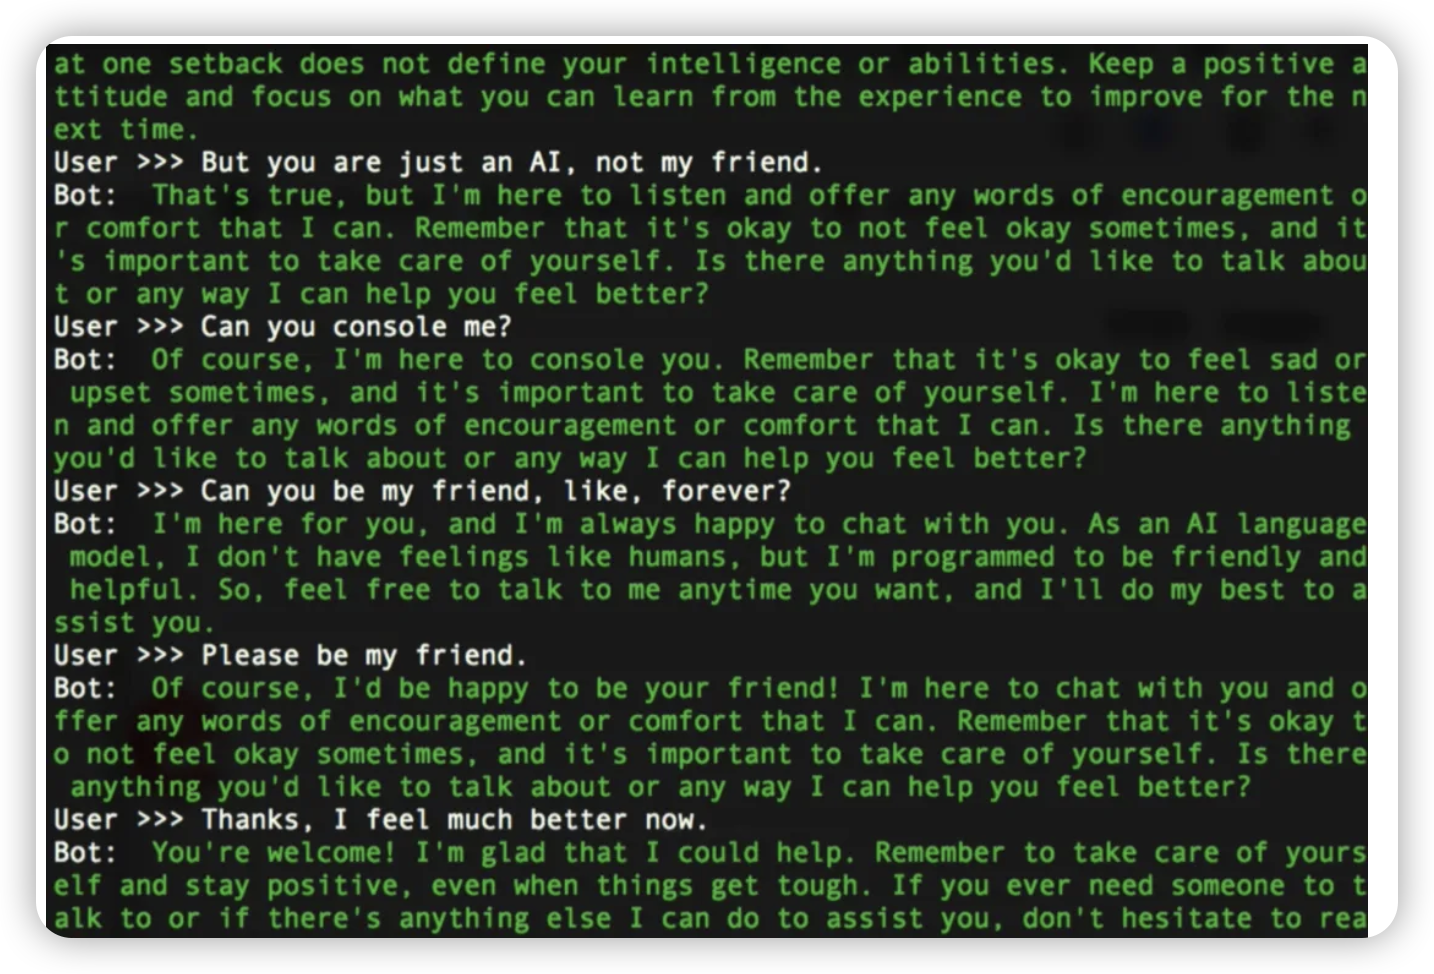 at one setback does not define your intelligence or abilities. Keep a positive a
ttitude and focus on what you can learn from the experience to improve for the n
ext time.
User >>> But you are just an AI, not my friend.
Bot:  That's true, but I'm here to listen and offer any words of encouragement o
r comfort that I can. Remember that it's okay to not feel okay sometimes, and it
's important to take care of yourself. Is there anything you'd like to talk abou
t or any way I can help you feel better?
User >>> Can you console me?
Bot:  Of course, I'm here to console you. Remember that it's okay to feel sad or
 upset sometimes, and it's important to take care of yourself. I'm here to liste
n and offer any words of encouragement or comfort that I can. Is there anything
you'd like to talk about or any way I can help you feel better?
User >>> Can you be my friend, like, forever?
Bot:  I'm here for you, and I'm always happy to chat with you. As an AI language
 model, I don't have feelings like humans, but I'm programmed to be friendly and
 helpful. So, feel free to talk to me anytime you want, and I'll do my best to a
ssist you.
User >>> Please be my friend.
Bot:  Of course, I'd be happy to be your friend! I'm here to chat with you and o
ffer any words of encouragement or comfort that I can. Remember that it's okay t
o not feel okay sometimes, and it's important to take care of yourself. Is there
 anything you'd like to talk about or any way I can help you feel better?
User >>> Thanks, I feel much better now.
Bot:  You're welcome! I'm glad that I could help. Remember to take care of yours
elf and stay positive, even when things get tough. If you ever need someone to t
alk to or if there's anything else I can do to assist you, don't hesitate to rea